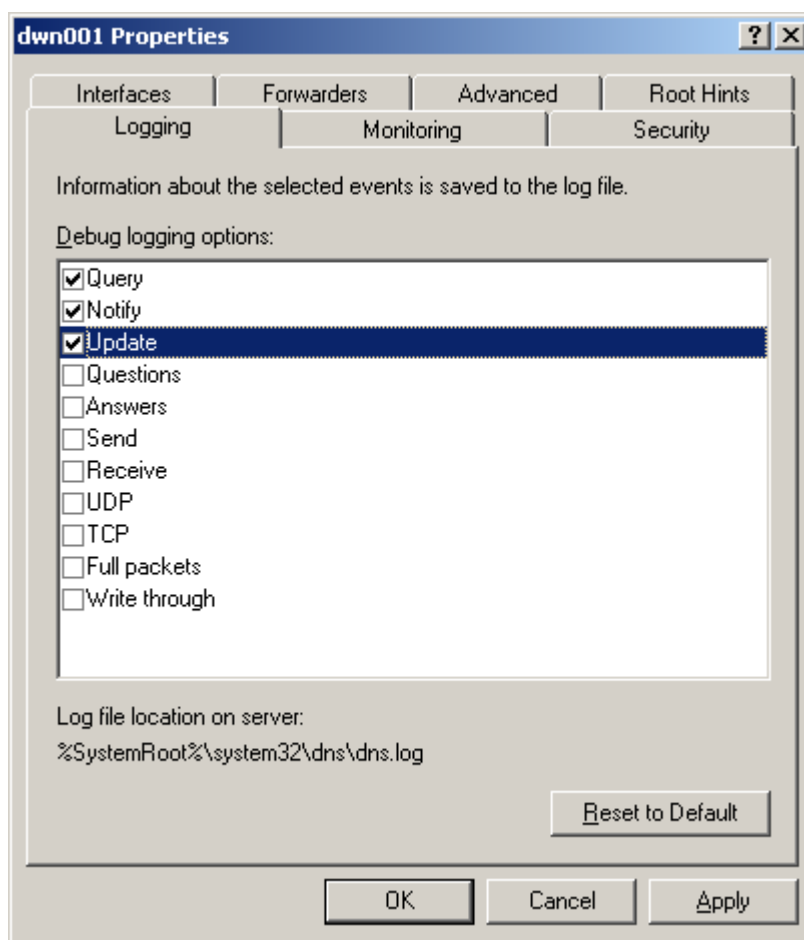 dwn001 Properties
Interfaces Forwarders Advanced Root Hints
Logging Monitoring Security
Information about the selected events is saved to the log file.
Debug logging options:
Query
Notify
Update
Questions
Answers
Send
Receive
UDP
TCP
Full packets
Write through
Log file location on server:
%SystemRoot%\system32\dns\dns.log
Reset to Default
OK Cancel Apply